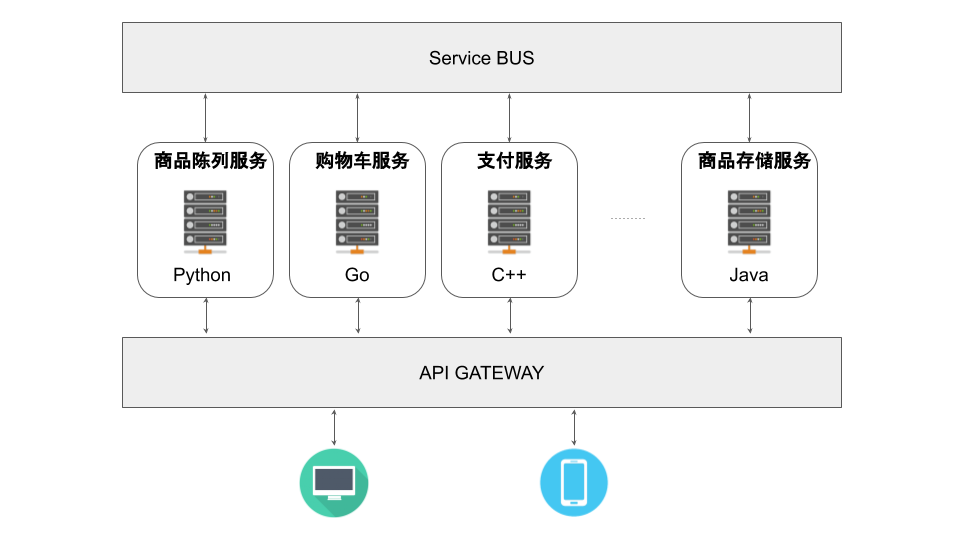 Service BUS
商品陈列服务
购物车服务
支付服务
商品存储服务
Python
Go
C++
Java
API GATEWAY